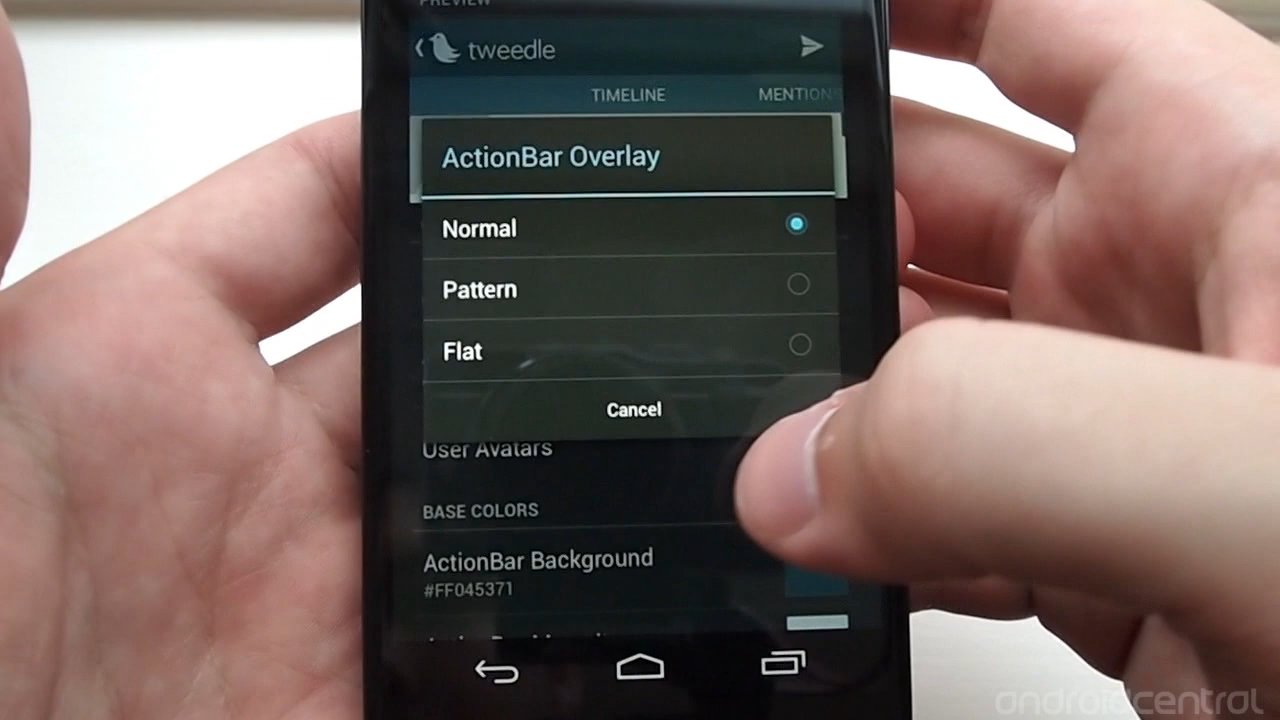 PREVIEW
tweedle
TIMELINE MENTIONS
ActionBar Overlay
Normal
Pattern
Flat
Cancel
User Avatars
BASE COLORS
ActionBar Background
#FF045371
androidcentral